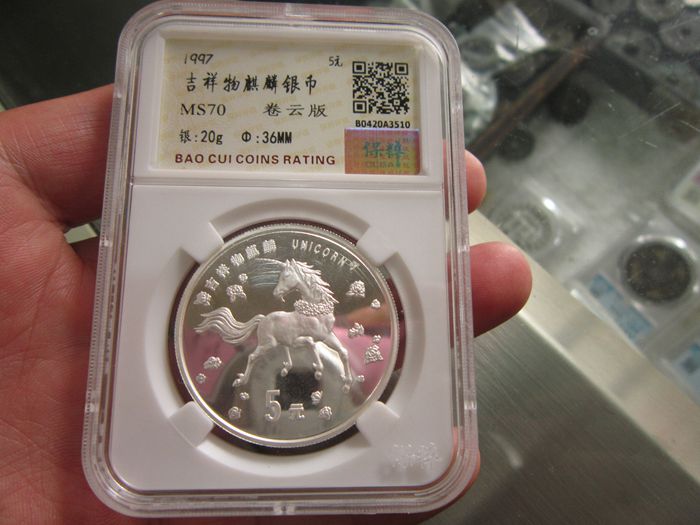 1997 5元
吉祥物麒麟银币
MS70 卷云版
银:20g Φ:36MM
B0420A3510
保粹
BAO CUI COINS RATING
吉祥物麒麟 UNICORN
5元